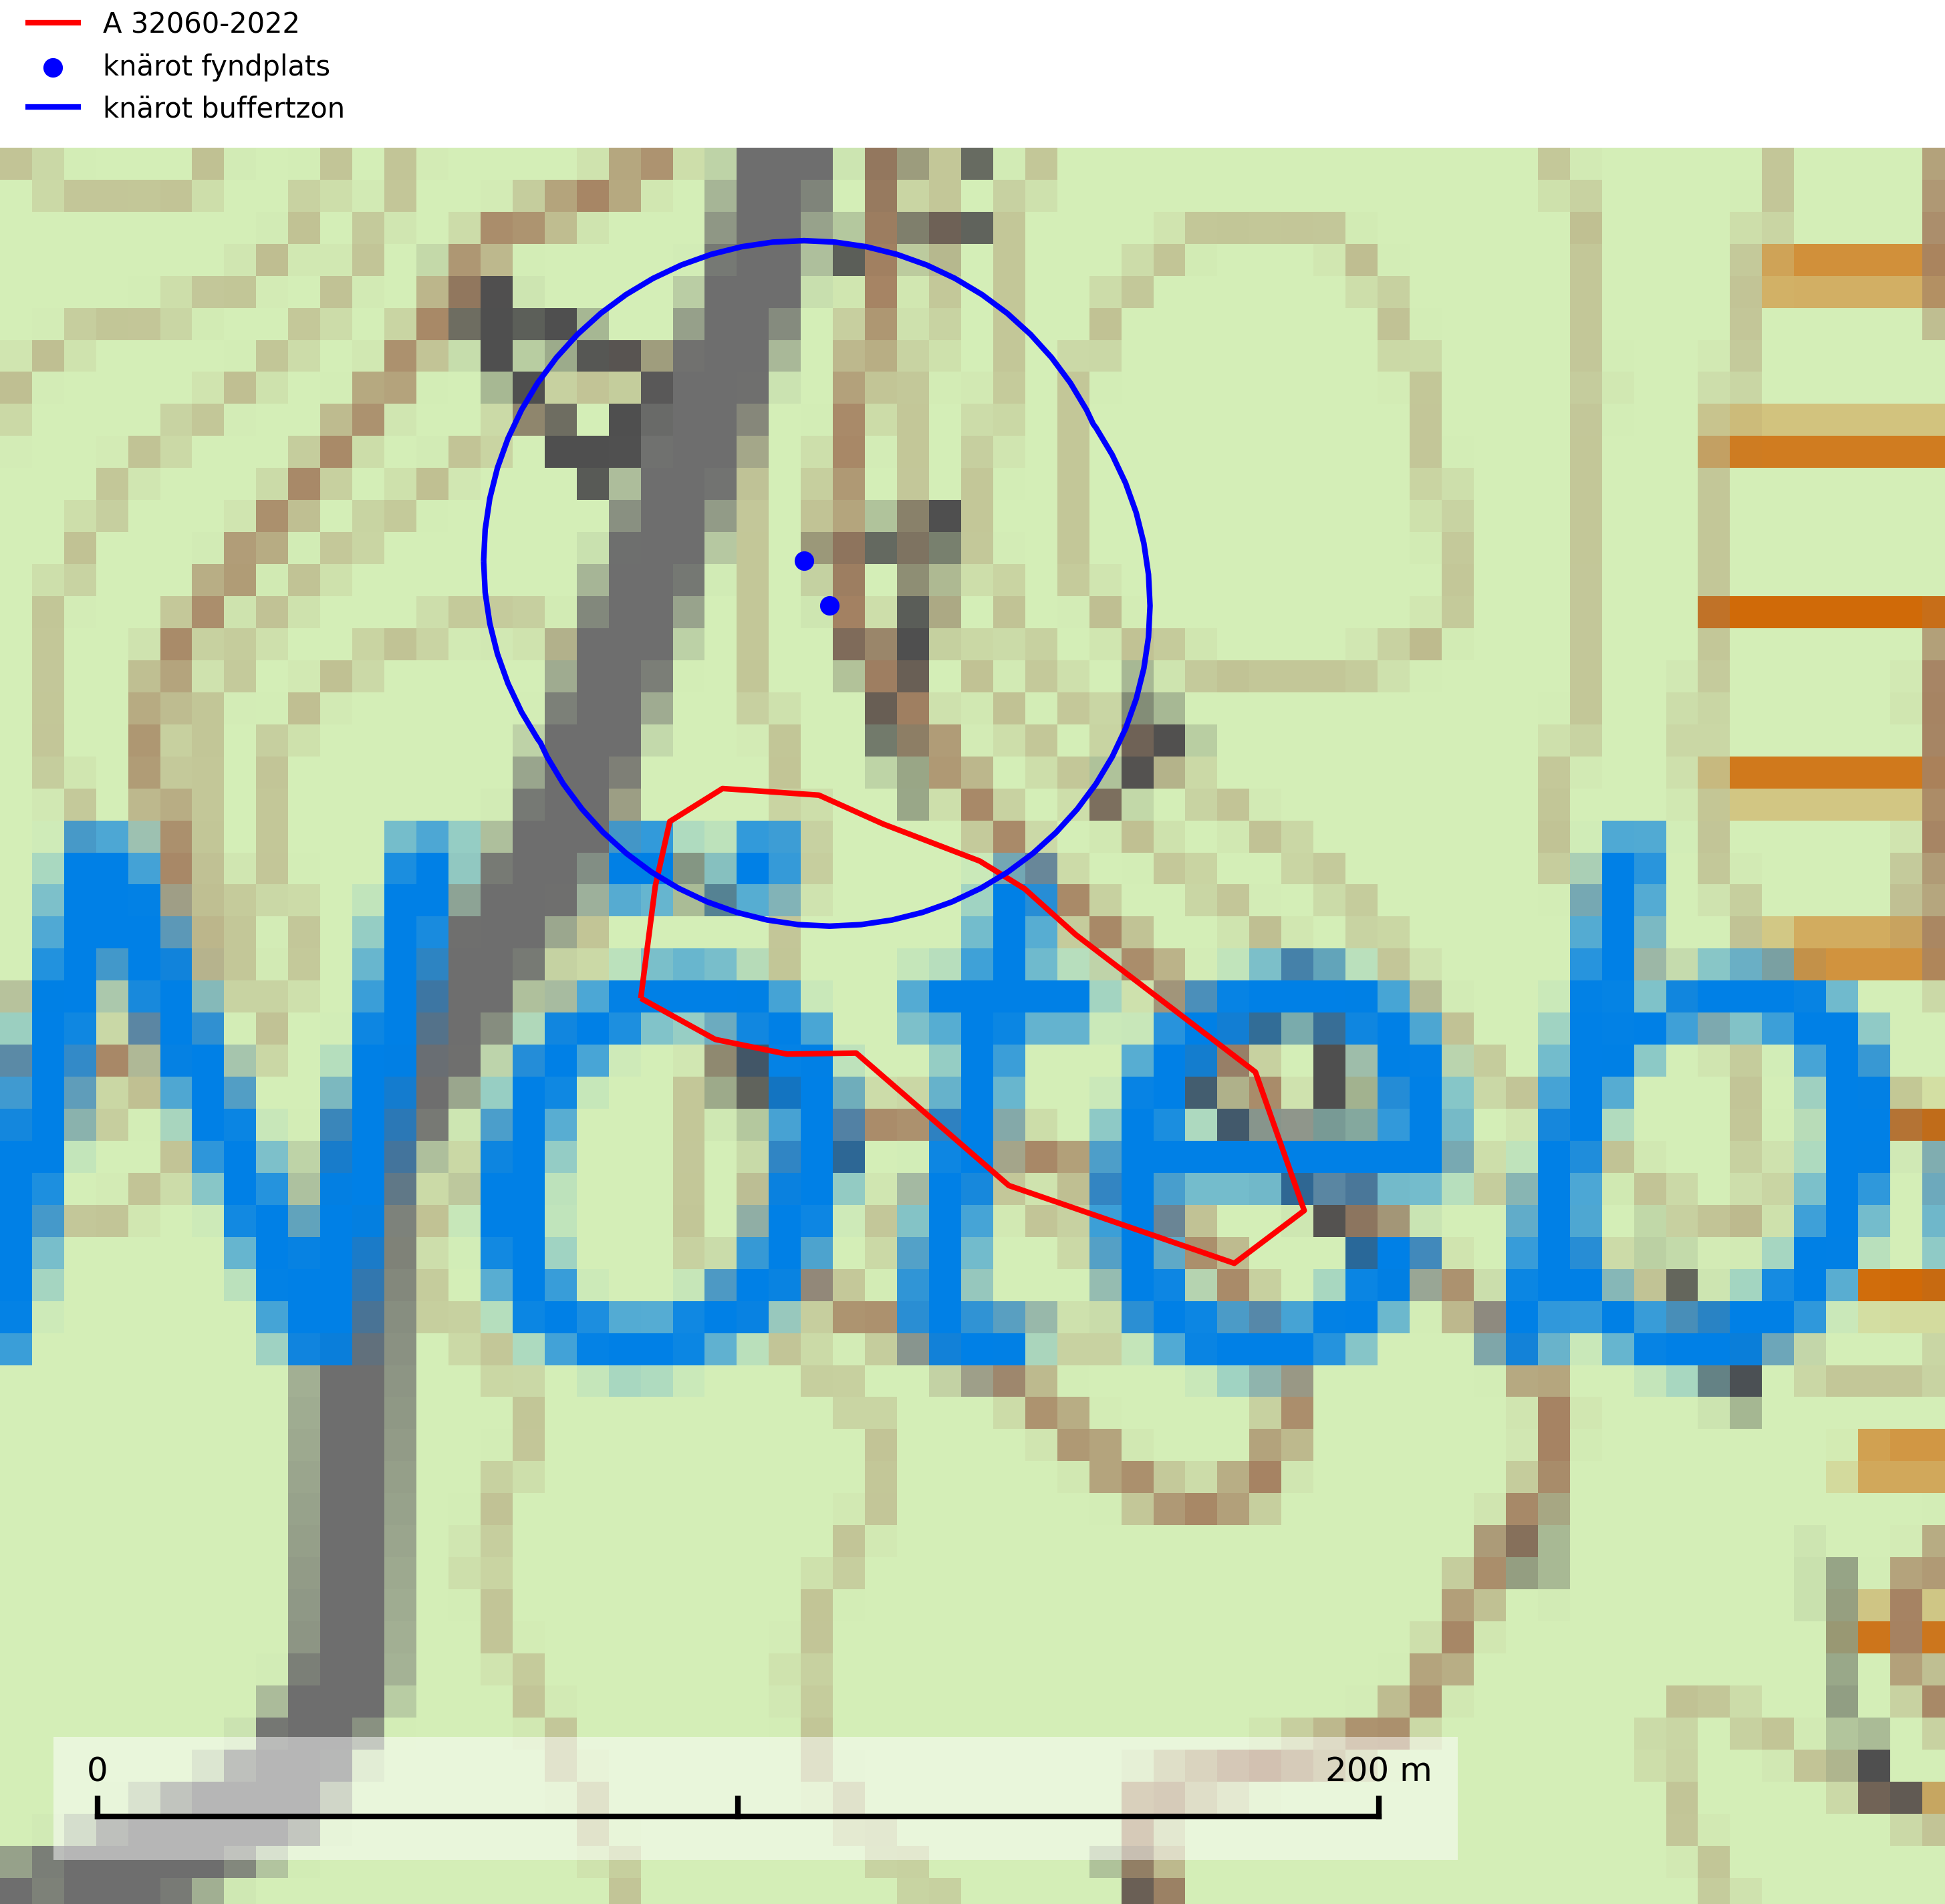 A 32060-2022
knärot fyndplats
knärot buffertzon
0
200 m